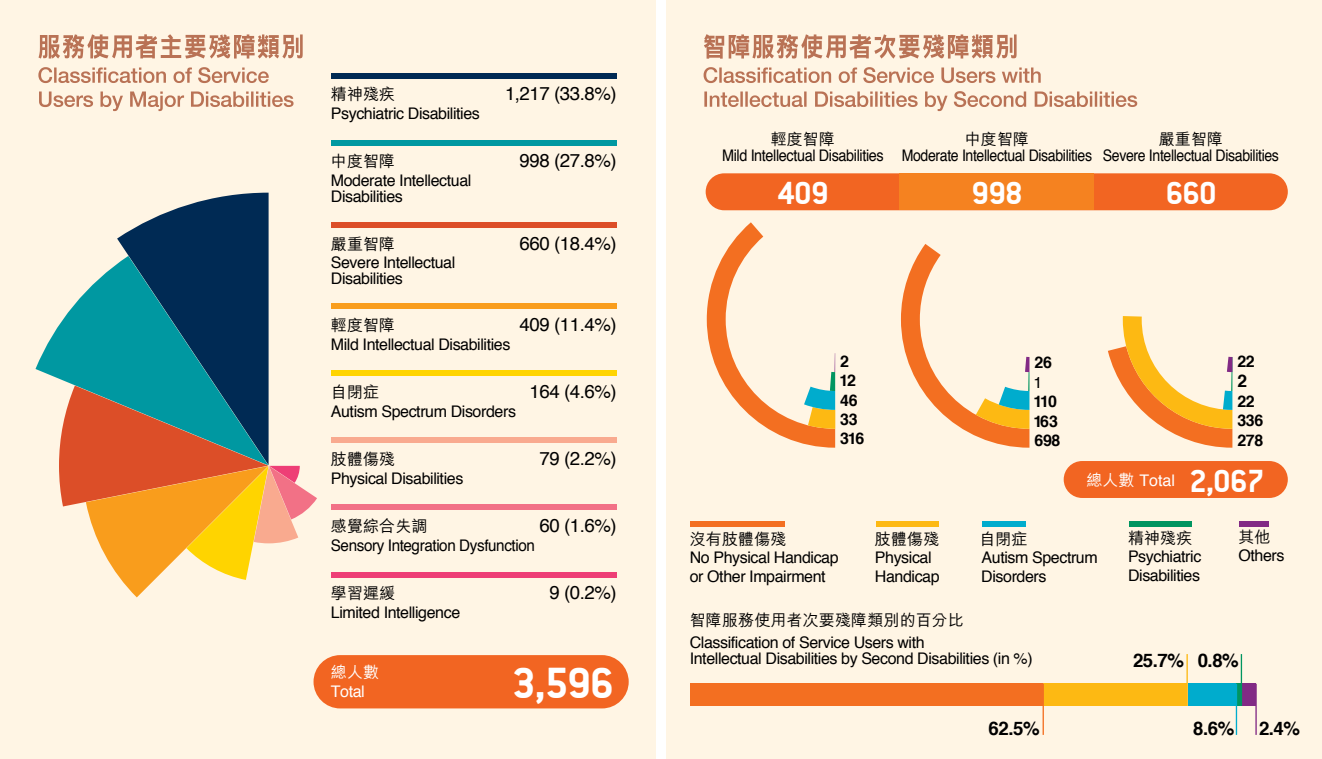 服務使用者主要殘障類別
Classification of Service
Users by Major Disabilities
精神殘疾 1,217 (33.8%)
Psychiatric Disabilities
中度智障 998 (27.8%)
Moderate Intellectual
Disabilities
嚴重智障 660 (18.4%)
Severe Intellectual
Disabilities
輕度智障 409 (11.4%)
Mild Intellectual Disabilities
自閉症 164 (4.6%)
Autism Spectrum Disorders
肢體傷殘 79 (2.2%)
Physical Disabilities
感覺綜合失調 60 (1.6%)
Sensory Integration Dysfunction
學習遲緩 9 (0.2%)
Limited Intelligence
總人數
Total
3,596
智障服務使用者次要殘障類別
Classification of Service Users with
Intellectual Disabilities by Second Disabilities
輕度智障 中度智障 嚴重智障
Mild Intellectual Disabilities Moderate Intellectual Disabilities Severe Intellectual Disabilities
409 998 660
2
12
46
33
316
26
1
110
163
698
22
2
22
336
278
總人數 Total 2,067
沒有肢體傷殘
No Physical Handicap
or Other Impairment
肢體傷殘
Physical
Handicap
自閉症
Autism Spectrum
Disorders
精神殘疾
Psychiatric
Disabilities
其他
Others
智障服務使用者次要殘障類別的百分比
Classification of Service Users with
Intellectual Disabilities by Second Disabilities (in %)
25.7% 0.8%
62.5% 8.6% 2.4%